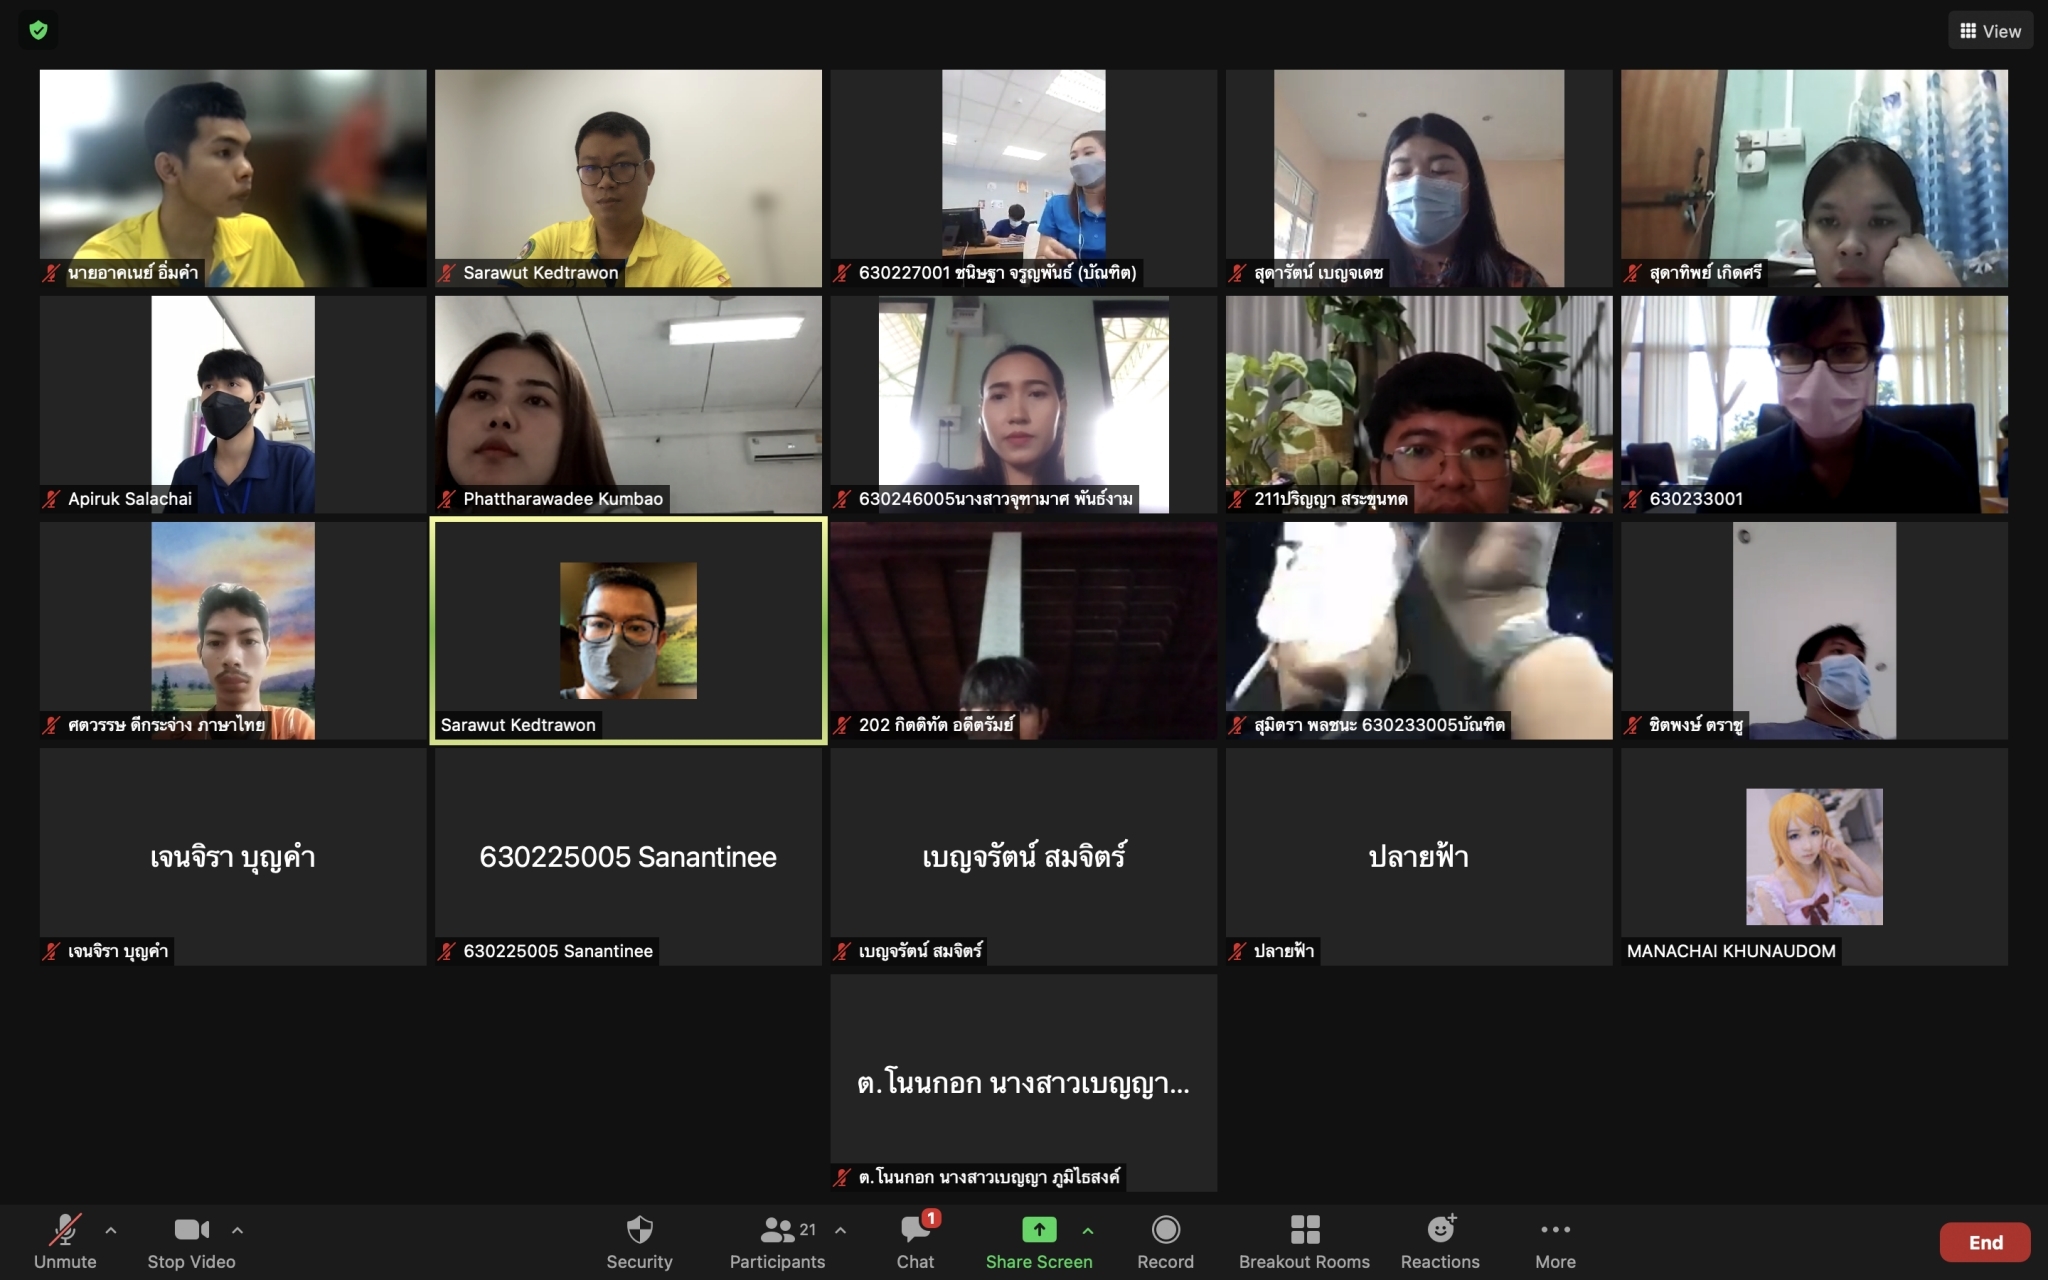 View
นายอาคเนย์ อิ่มคำ
Sarawut Kedtrawon
630227001 ชนิษฐา จรูญพันธ์ (บัณฑิต)
สุดารัตน์ เบญจเดช
สุดาทิพย์ เกิดศรี
Apiruk Salachai
Phattharawadee Kumbao
630246005นางสาวจุฑามาศ พันธ์งาม
211ปริญญา สระขุนทด
630233001
ศตวรรษ ดีกระจ่าง ภาษาไทย
Sarawut Kedtrawon
202 กิตติทัต อดีตรัมย์
สุมิตรา พลชนะ 630233005บัณฑิต
ชิตพงษ์ ตราชู
เจนจิรา บุญคำ
630225005 Sanantinee
เบญจรัตน์ สมจิตร์
ปลายฟ้า
เจนจิรา บุญคำ
630225005 Sanantinee
เบญจรัตน์ สมจิตร์
ปลายฟ้า
MANACHAI KHUNAUDOM
ต.โนนกอก นางสาวเบญญา...
ต.โนนกอก นางสาวเบญญา ภูมิไธสงค์
21
1
Unmute
Stop Video
Security
Participants
Chat
Share Screen
Record
Breakout Rooms
Reactions
More
End